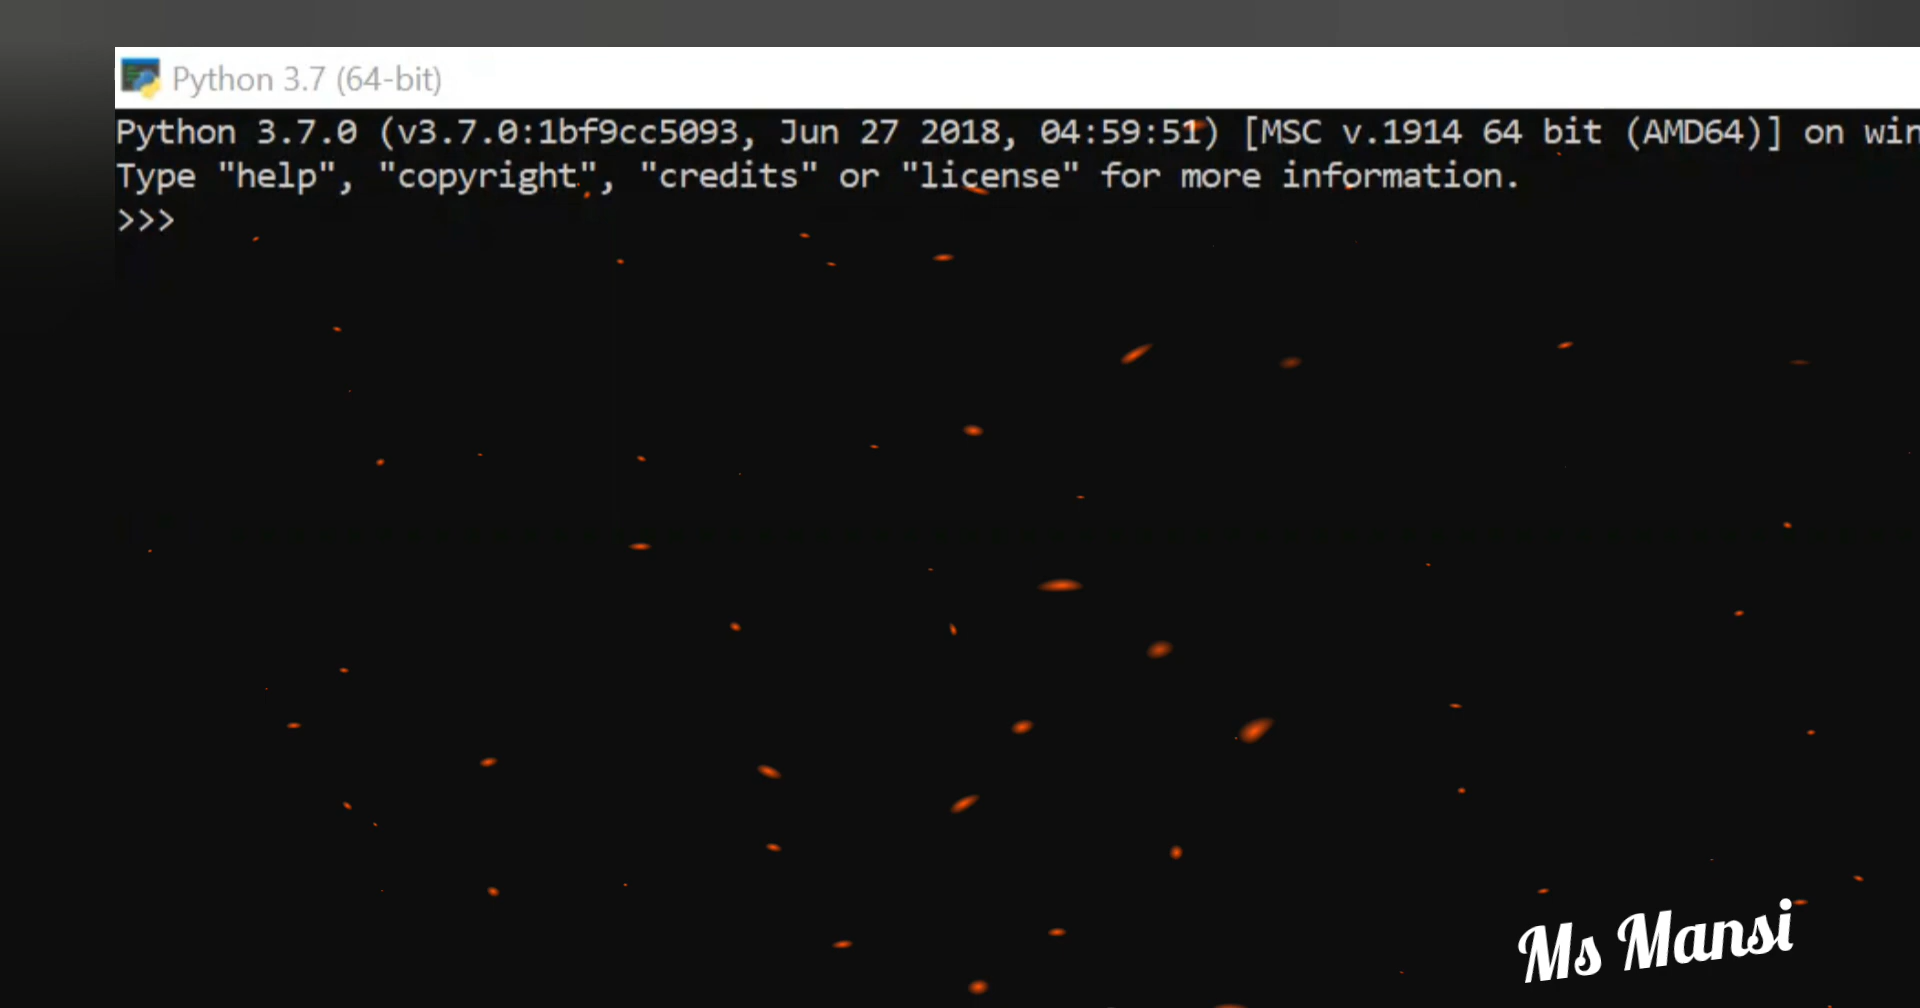 Python 3.7 (64-bit)
Python 3.7.0 (v3.7.0:1bf9cc5093, Jun 27 2018, 04:59:51) [MSC v.1914 64 bit (AMD64)] on win
Type "help", "copyright", "credits" or "license" for more information.
>>>
Ms Mansi